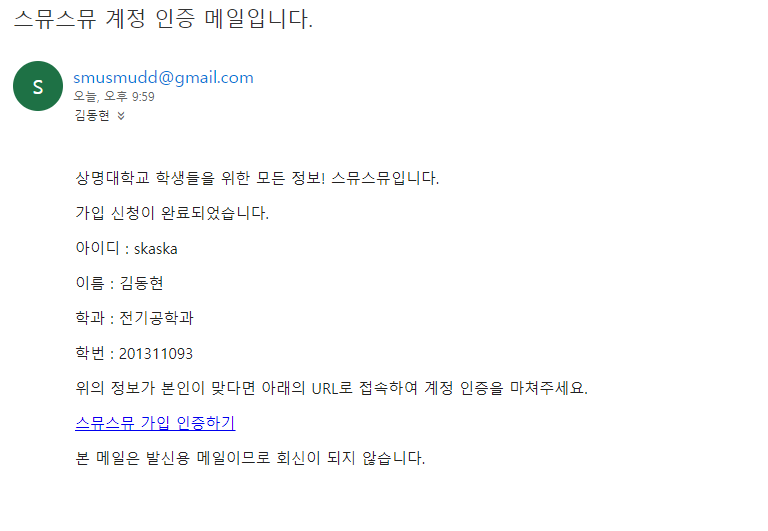 스뮤스뮤 계정 인증 메일입니다.
S
smusmudd@gmail.com
오늘, 오후 9:59
김동현
상명대학교 학생들을 위한 모든 정보! 스뮤스뮤입니다.
가입 신청이 완료되었습니다.
아이디 : skaska
이름 : 김동현
학과 : 전기공학과
학번 : 201311093
위의 정보가 본인이 맞다면 아래의 URL로 접속하여 계정 인증을 마쳐주세요.
스뮤스뮤 가입 인증하기
본 메일은 발신용 메일이므로 회신이 되지 않습니다.